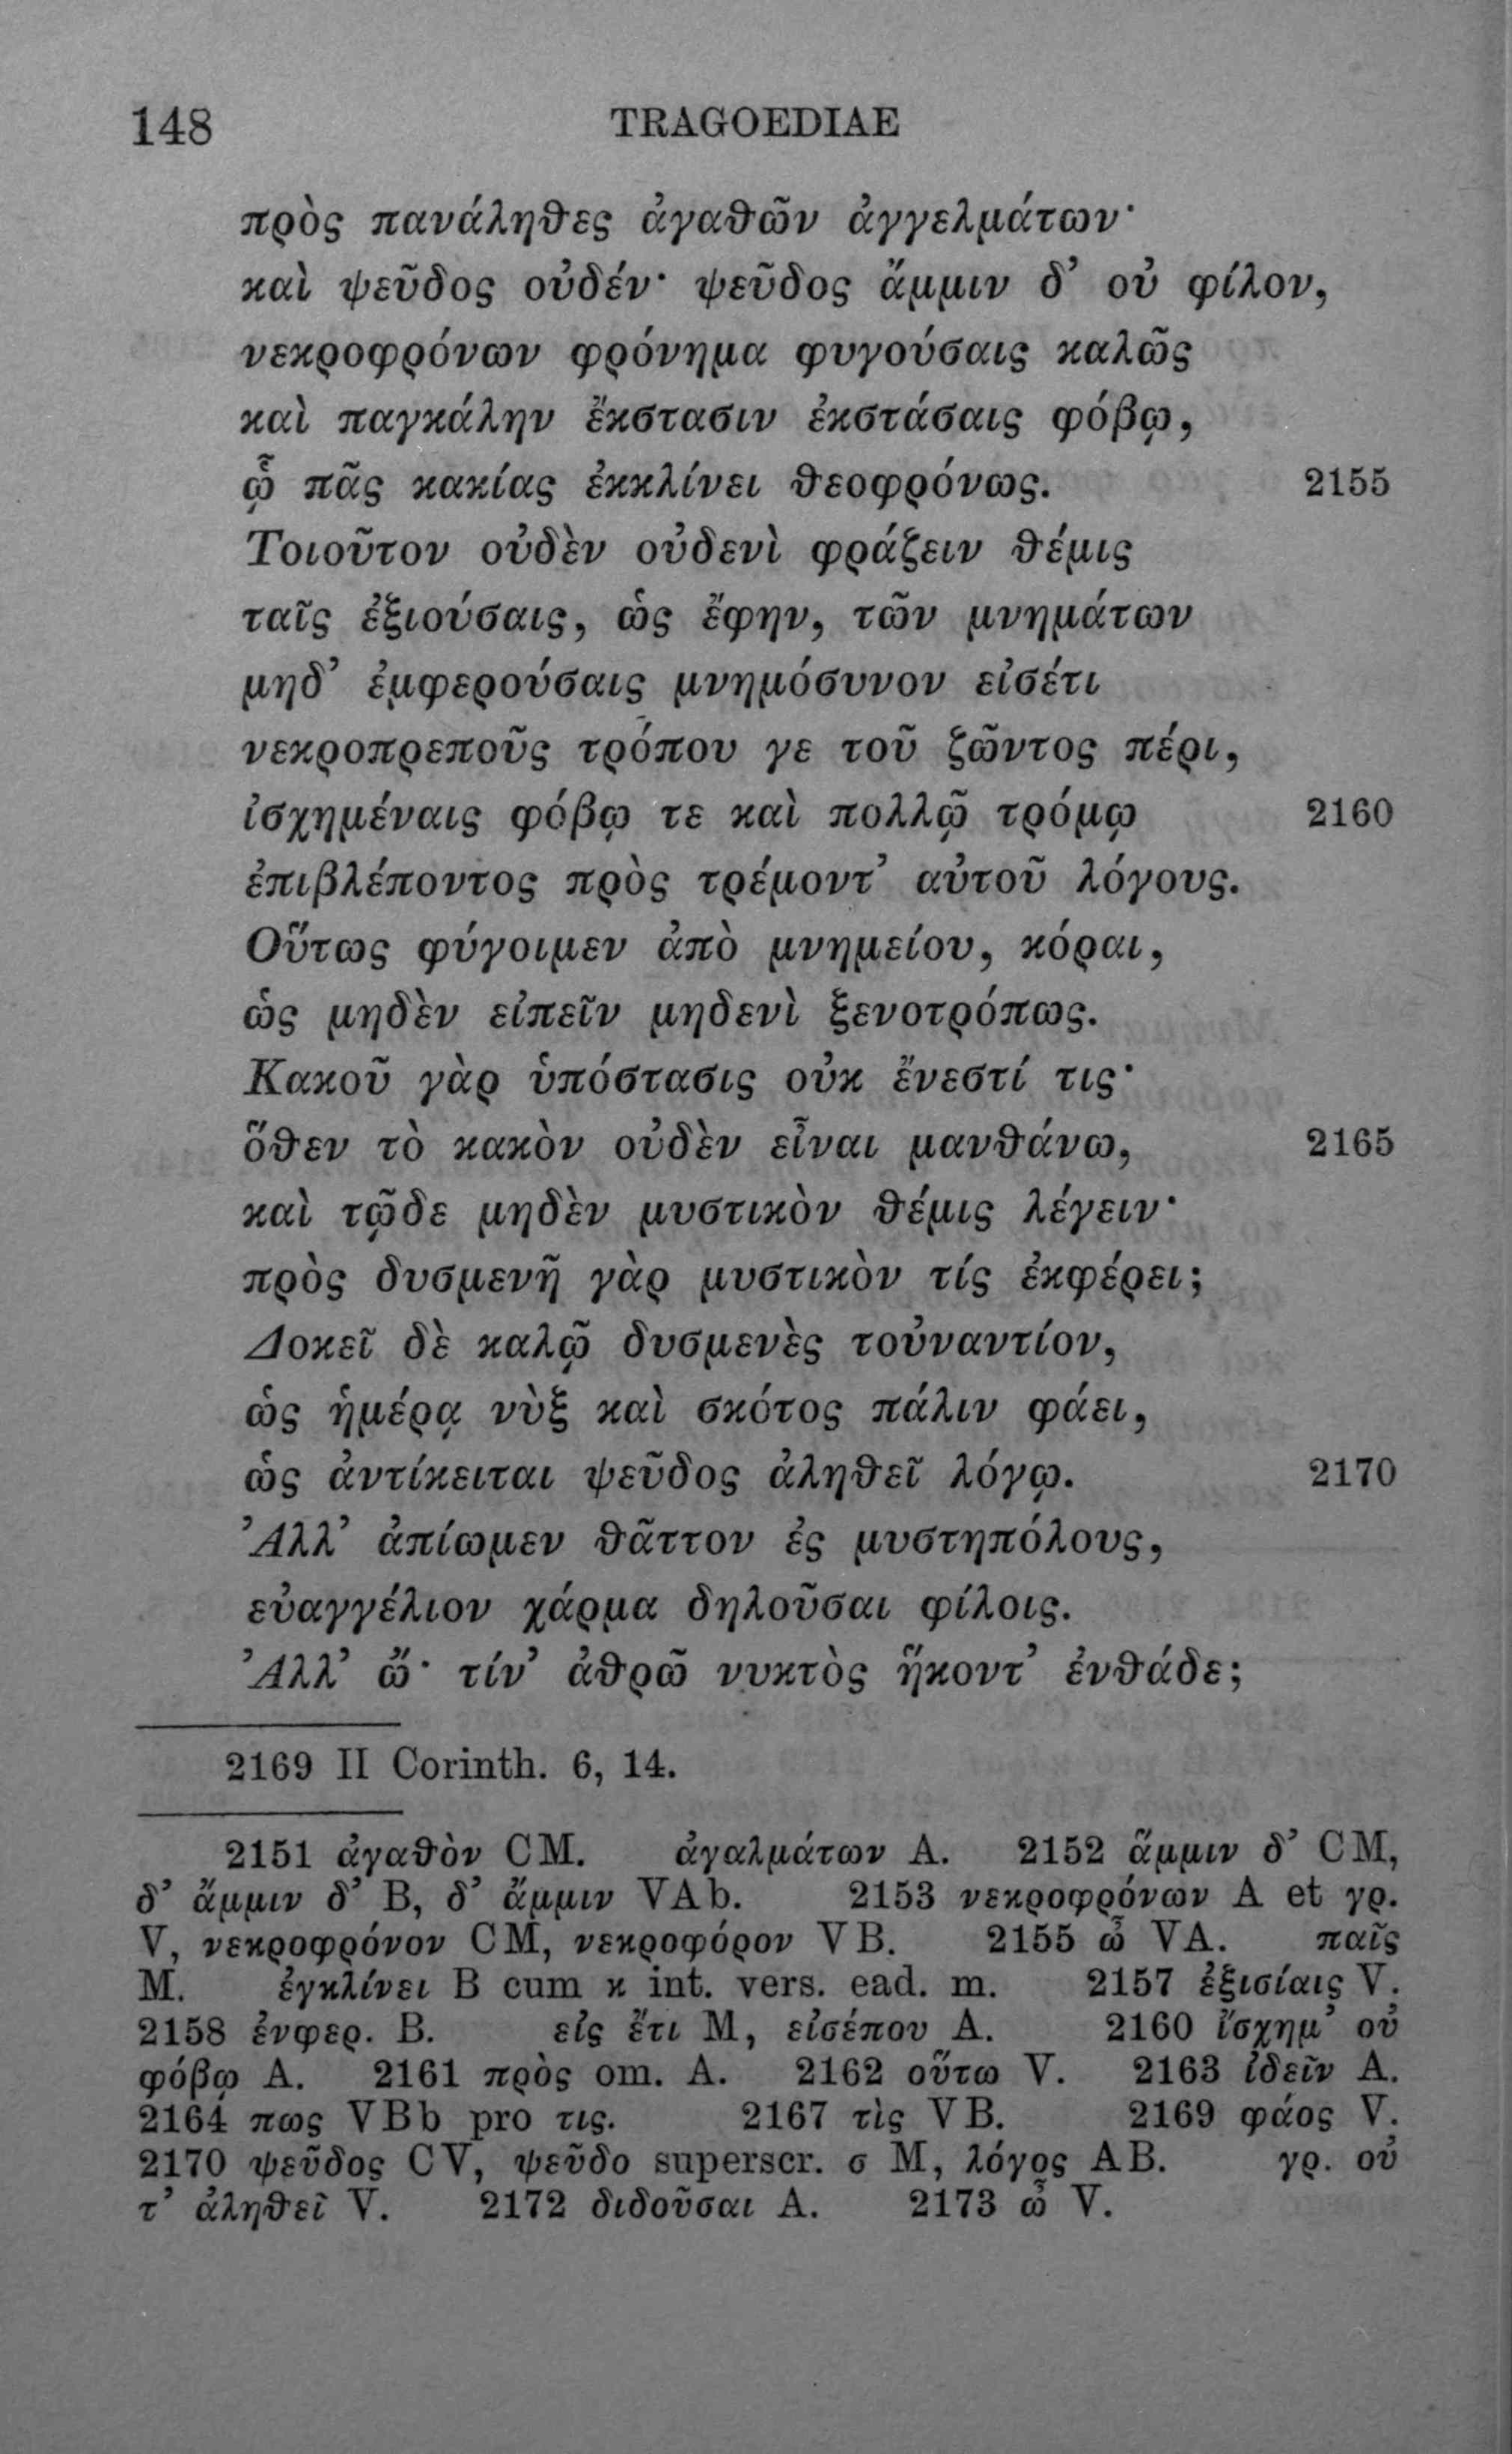 148 TRAGOEDIAE
πρὸς πανάληθες ἀγαθῶν ἀγγελμάτων·
καὶ ψεῦδος οὐδέν· ψεῦδος ἄμμιν δ’ οὐ φίλον,
νεκροφρόνων φρόνημα φυγούσαις καλῶς
καὶ παγκάλην ἔκστασιν ἐκστάσαις φόβῳ,
ᾧ πᾶς κακίας ἐκκλίνει θεοφρόνως. 2155
Τοιοῦτον οὐδὲν οὐδενὶ φράζειν θέμις
ταῖς ἐξιούσαις, ὡς ἔφην, τῶν μνημάτων
μηδ’ ἐμφερούσαις μνημόσυνον εἰσέτι
νεκροπρεποῦς τρόπου γε τοῦ ζῶντος πέρι,
ἰσχημέναις φόβῳ τε καὶ πολλῷ τρόμῳ 2160
ἐπιβλέποντος πρὸς τρέμοντ’ αὐτοῦ λόγους.
Οὕτως φύγοιμεν ἀπὸ μνημείου, κόραι,
ὡς μηδὲν εἰπεῖν μηδενὶ ξενοτρόπως.
Κακοῦ γὰρ ὑπόστασις οὐκ ἔνεστί τις·
ὅθεν τὸ κακὸν οὐδὲν εἶναι μανθάνω, 2165
καὶ τῷδε μηδὲν μυστικὸν θέμις λέγειν·
πρὸς δυσμενῆ γὰρ μυστικὸν τίς ἐκφέρει;
Δοκεῖ δὲ καλῷ δυσμενὲς τοὐναντίον,
ὡς ἡμέρᾳ νὺξ καὶ σκότος πάλιν φάει,
ὡς ἀντίκειται ψεῦδος ἀληθεῖ λόγῳ. 2170
Ἀλλ’ ἀπίωμεν θᾶττον ἐς μυστηπόλους,
εὐαγγέλιον χάρμα δηλοῦσαι φίλοις.
Ἀλλ’ ὤ· τίν’ ἀθρῶ νυκτὸς ἥκοντ’ ἐνθάδε;
2169 II Corinth. 6, 14.
2151 ἀγαθὸν CM. ἀγαλμάτων A. 2152 ἄμμιν δ’ CM,
δ’ ἄμμιν δ’ B, δ’ ἄμμιν VAb. 2153 νεκροφρόνων A et γρ.
V, νεκροφρόνον CM, νεκροφόρον VB. 2155 ὦ VA. παῖς
M. ἐγκλίνει B cum κ int. vers. ead. m. 2157 ἐξισίαις V.
2158 ἐνφερ. B. εἰς ἔτι M, εἰσέπου A. 2160 ἴσχημ’ οὐ
φόβῳ A. 2161 πρὸς om. A. 2162 οὕτω V. 2163 ἰδεῖν A.
2164 πως VBb pro τις. 2167 τὶς VB. 2169 φάος V.
2170 ψεῦδος CV, ψεῦδο superscr. σ M, λόγος AB. γρ. οὐ
τ’ ἀληθεῖ V. 2172 διδοῦσαι A. 2173 ὦ V.